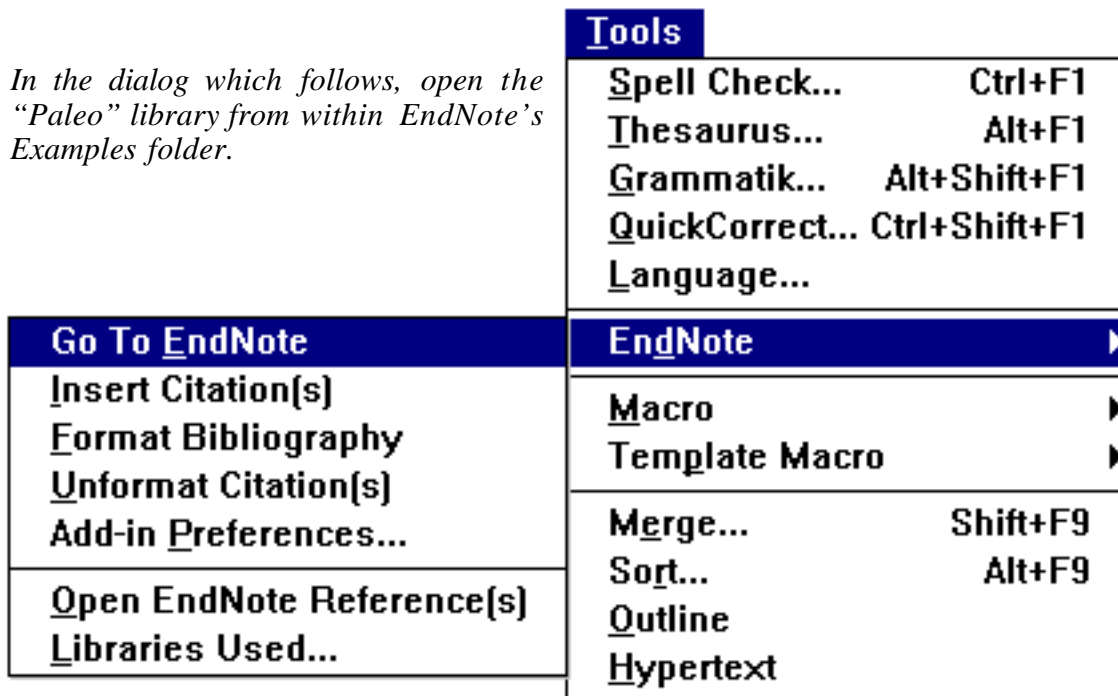 In the dialog which follows, open the
“Paleo” library from within EndNote’s
Examples folder.
Tools
Spell Check... Ctrl+F1
Thesaurus... Alt+F1
Grammatik... Alt+Shift+F1
QuickCorrect... Ctrl+Shift+F1
Language...
EndNote
Macro
Template Macro
Merge... Shift+F9
Sort... Alt+F9
Outline
Hypertext
Go To EndNote
Insert Citation(s)
Format Bibliography
Unformat Citation(s)
Add-in Preferences...
Open EndNote Reference(s)
Libraries Used...